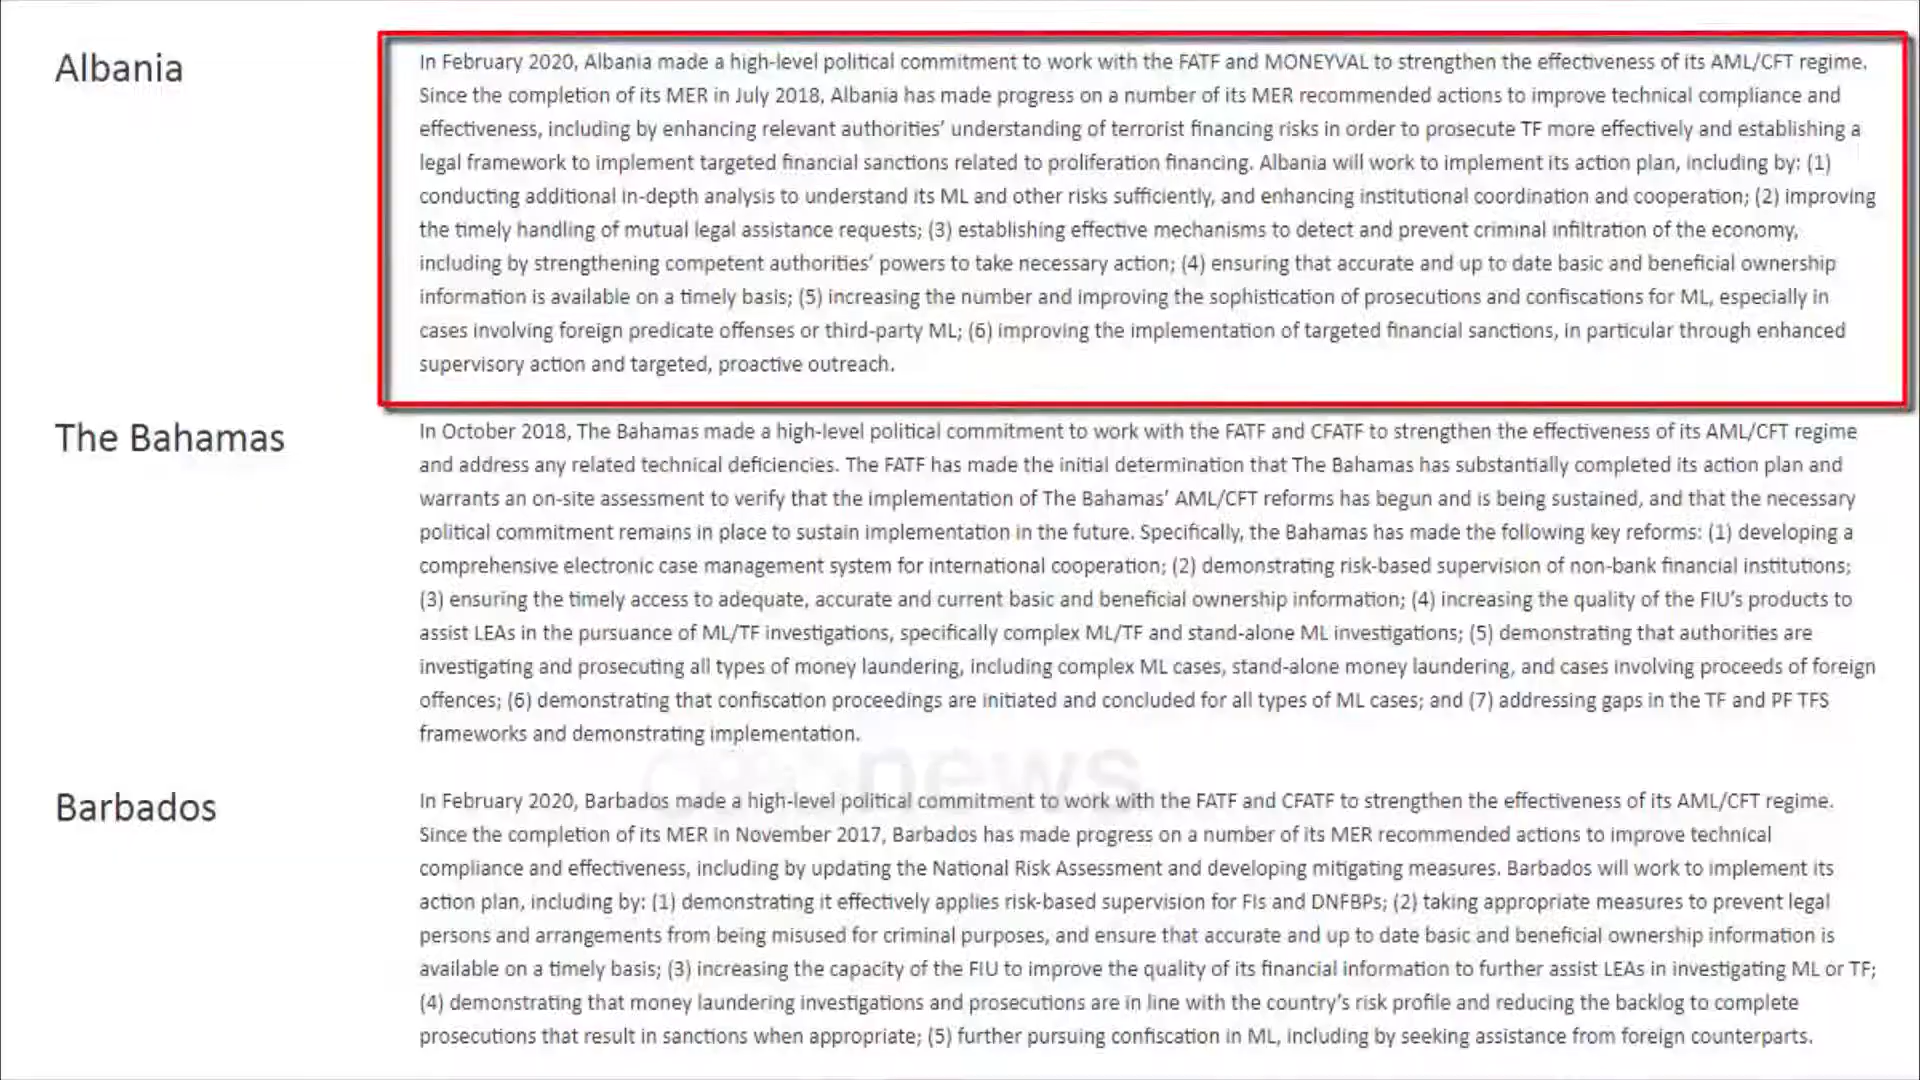 Albania
In February 2020, Albania made a high-level political commitment to work with the FATF and MONEYVAL to strengthen the effectiveness of its AML/CFT regime.
Since the completion of its MER in July 2018, Albania has made progress on a number of its MER recommended actions to improve technical compliance and
effectiveness, including by enhancing relevant authorities’ understanding of terrorist financing risks in order to prosecute TF more effectively and establishing a
legal framework to implement targeted financial sanctions related to proliferation financing. Albania will work to implement its action plan, including by: (1)
conducting additional in-depth analysis to understand its ML and other risks sufficiently, and enhancing institutional coordination and cooperation; (2) improving
the timely handling of mutual legal assistance requests; (3) establishing effective mechanisms to detect and prevent criminal infiltration of the economy,
including by strengthening competent authorities’ powers to take necessary action; (4) ensuring that accurate and up to date basic and beneficial ownership
information is available on a timely basis; (5) increasing the number and improving the sophistication of prosecutions and confiscations for ML, especially in
cases involving foreign predicate offenses or third-party ML; (6) improving the implementation of targeted financial sanctions, in particular through enhanced
supervisory action and targeted, proactive outreach.
The Bahamas
In October 2018, The Bahamas made a high-level political commitment to work with the FATF and CFATF to strengthen the effectiveness of its AML/CFT regime
and address any related technical deficiencies. The FATF has made the initial determination that The Bahamas has substantially completed its action plan and
warrants an on-site assessment to verify that the implementation of The Bahamas’ AML/CFT reforms has begun and is being sustained, and that the necessary
political commitment remains in place to sustain implementation in the future. Specifically, the Bahamas has made the following key reforms: (1) developing a
comprehensive electronic case management system for international cooperation; (2) demonstrating risk-based supervision of non-bank financial institutions;
(3) ensuring the timely access to adequate, accurate and current basic and beneficial ownership information; (4) increasing the quality of the FIU’s products to
assist LEAs in the pursuance of ML/TF investigations, specifically complex ML/TF and stand-alone ML investigations; (5) demonstrating that authorities are
investigating and prosecuting all types of money laundering, including complex ML cases, stand-alone money laundering, and cases involving proceeds of foreign
offences; (6) demonstrating that confiscation proceedings are initiated and concluded for all types of ML cases; and (7) addressing gaps in the TF and PF TFS
frameworks and demonstrating implementation.
news
Barbados
In February 2020, Barbados made a high-level political commitment to work with the FATF and CFATF to strengthen the effectiveness of its AML/CFT regime.
Since the completion of its MER in November 2017, Barbados has made progress on a number of its MER recommended actions to improve technical
compliance and effectiveness, including by updating the National Risk Assessment and developing mitigating measures. Barbados will work to implement its
action plan, including by: (1) demonstrating it effectively applies risk-based supervision for FIs and DNFBPs; (2) taking appropriate measures to prevent legal
persons and arrangements from being misused for criminal purposes, and ensure that accurate and up to date basic and beneficial ownership information is
available on a timely basis; (3) increasing the capacity of the FIU to improve the quality of its financial information to further assist LEAs in investigating ML or TF;
(4) demonstrating that money laundering investigations and prosecutions are in line with the country’s risk profile and reducing the backlog to complete
prosecutions that result in sanctions when appropriate; (5) further pursuing confiscation in ML, including by seeking assistance from foreign counterparts.